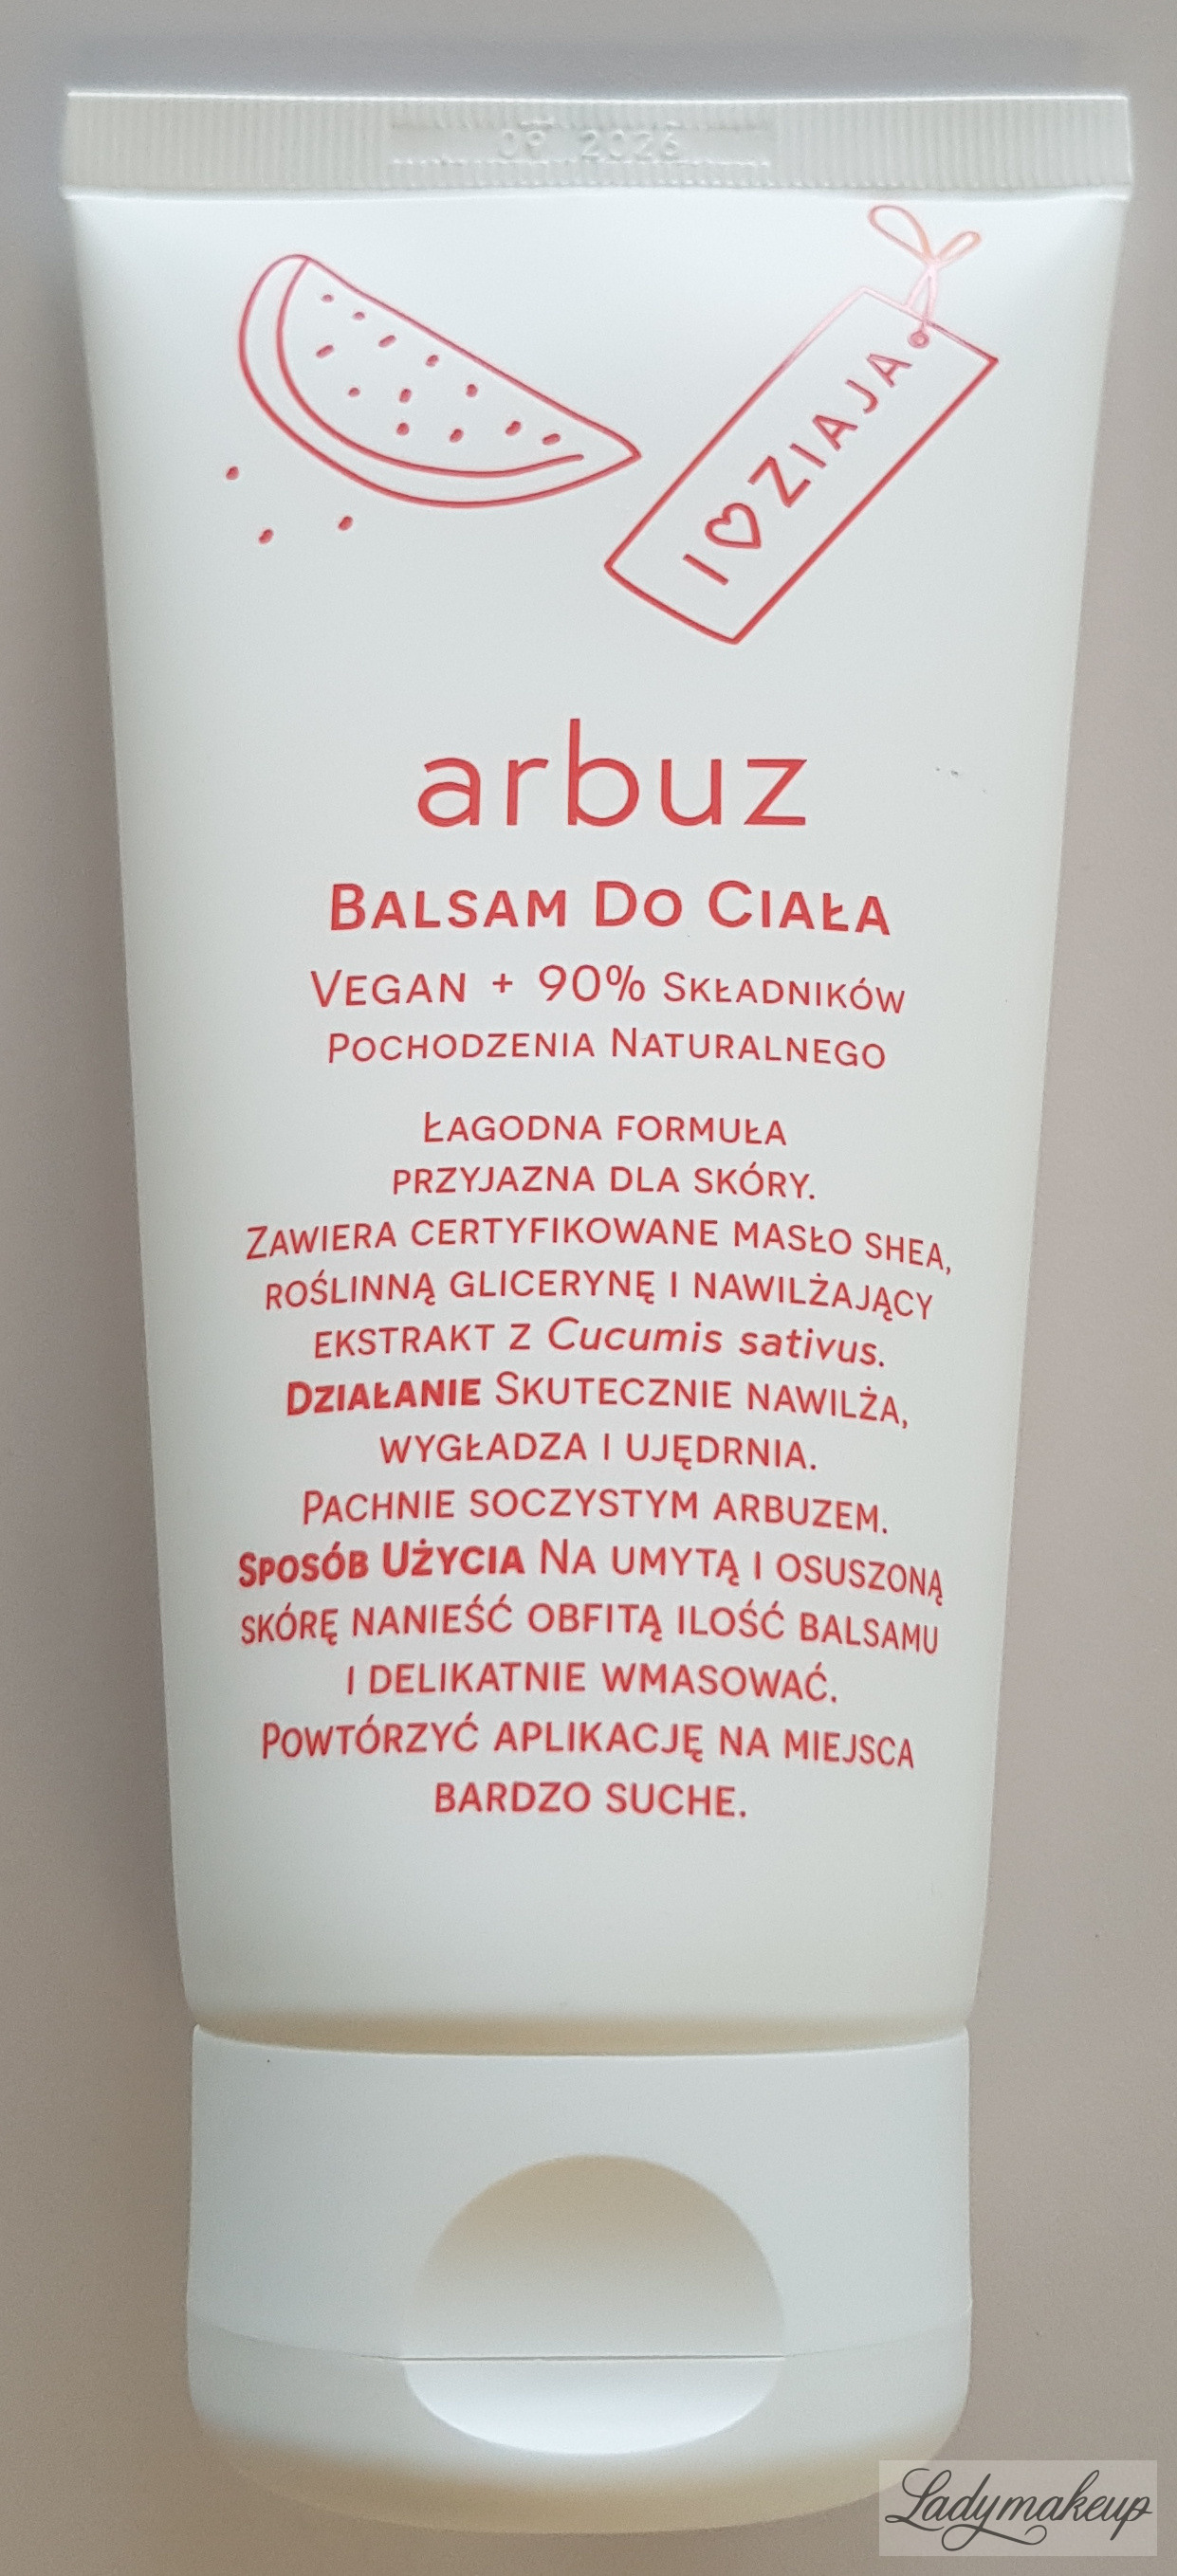 09 2026
I ♡ ZIAJA
arbuz
BALSAM DO CIAŁA
VEGAN + 90% SKŁADNIKÓW
POCHODZENIA NATURALNEGO
ŁAGODNA FORMUŁA
PRZYJAZNA DLA SKÓRY.
ZAWIERA CERTYFIKOWANE MASŁO SHEA,
ROŚLINNĄ GLICERYNĘ I NAWILŻAJĄCY
EKSTRAKT Z Cucumis sativus.
DZIAŁANIE SKUTECZNIE NAWILŻA,
WYGŁADZA I UJĘDRNIA.
PACHNIE SOCZYSTYM ARBUZEM.
SPOSÓB UŻYCIA NA UMYTĄ I OSUSZONĄ
SKÓRĘ NANIEŚĆ OBFITĄ ILOŚĆ BALSAMU
I DELIKATNIE WMASOWAĆ.
POWTÓRZYĆ APLIKACJĘ NA MIEJSCA
BARDZO SUCHE.
Ladymakeup